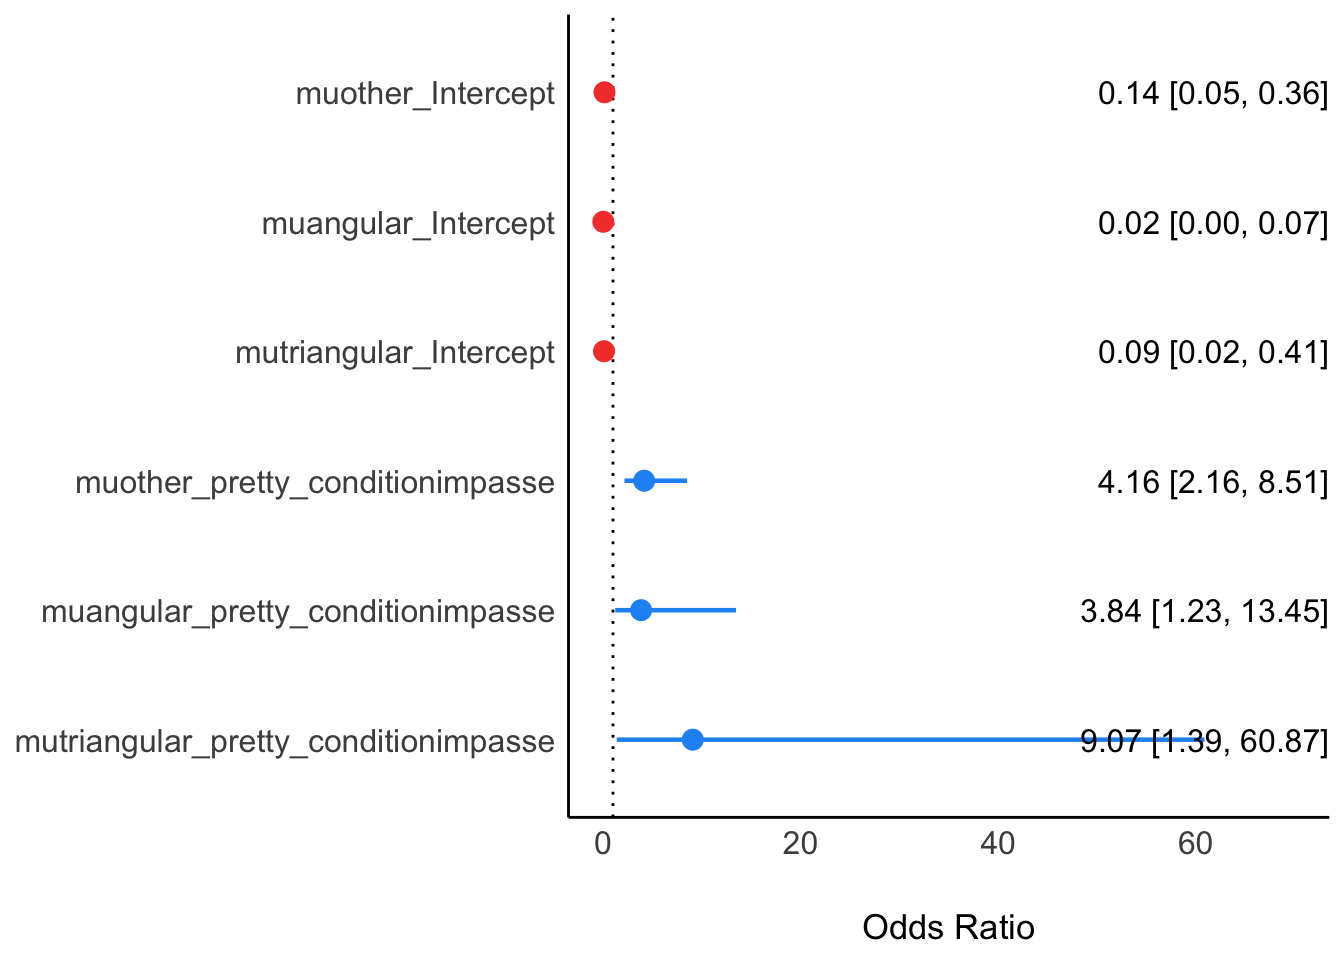 muother_Intercept 0.14 [0.05, 0.36]
muangular_Intercept 0.02 [0.00, 0.07]
mutriangular_Intercept 0.09 [0.02, 0.41]
muother_pretty_conditionimpasse 4.16 [2.16, 8.51]
muangular_pretty_conditionimpasse 3.84 [1.23, 13.45]
mutriangular_pretty_conditionimpasse 9.07 [1.39, 60.87]
0 20 40 60
Odds Ratio